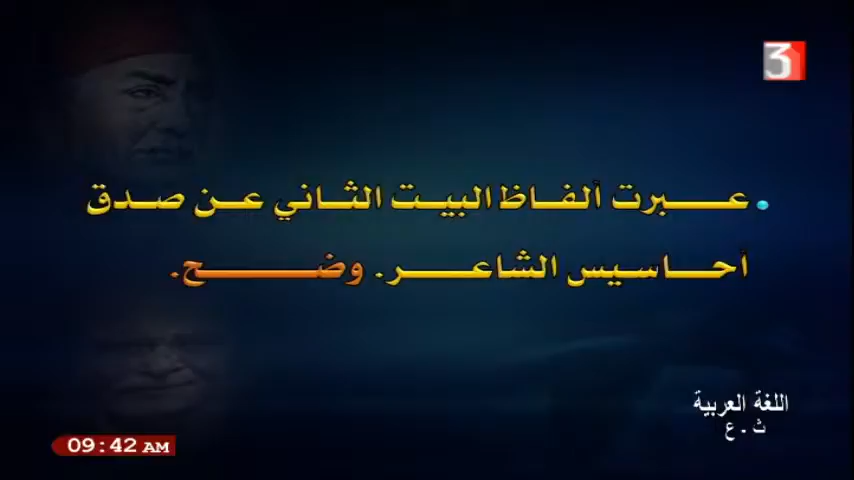 3
عبرت ألفاظ البيت الثاني عن صدق
أحاسيس الشاعر. وضح.
اللغة العربية
ث . ع
09:42 AM